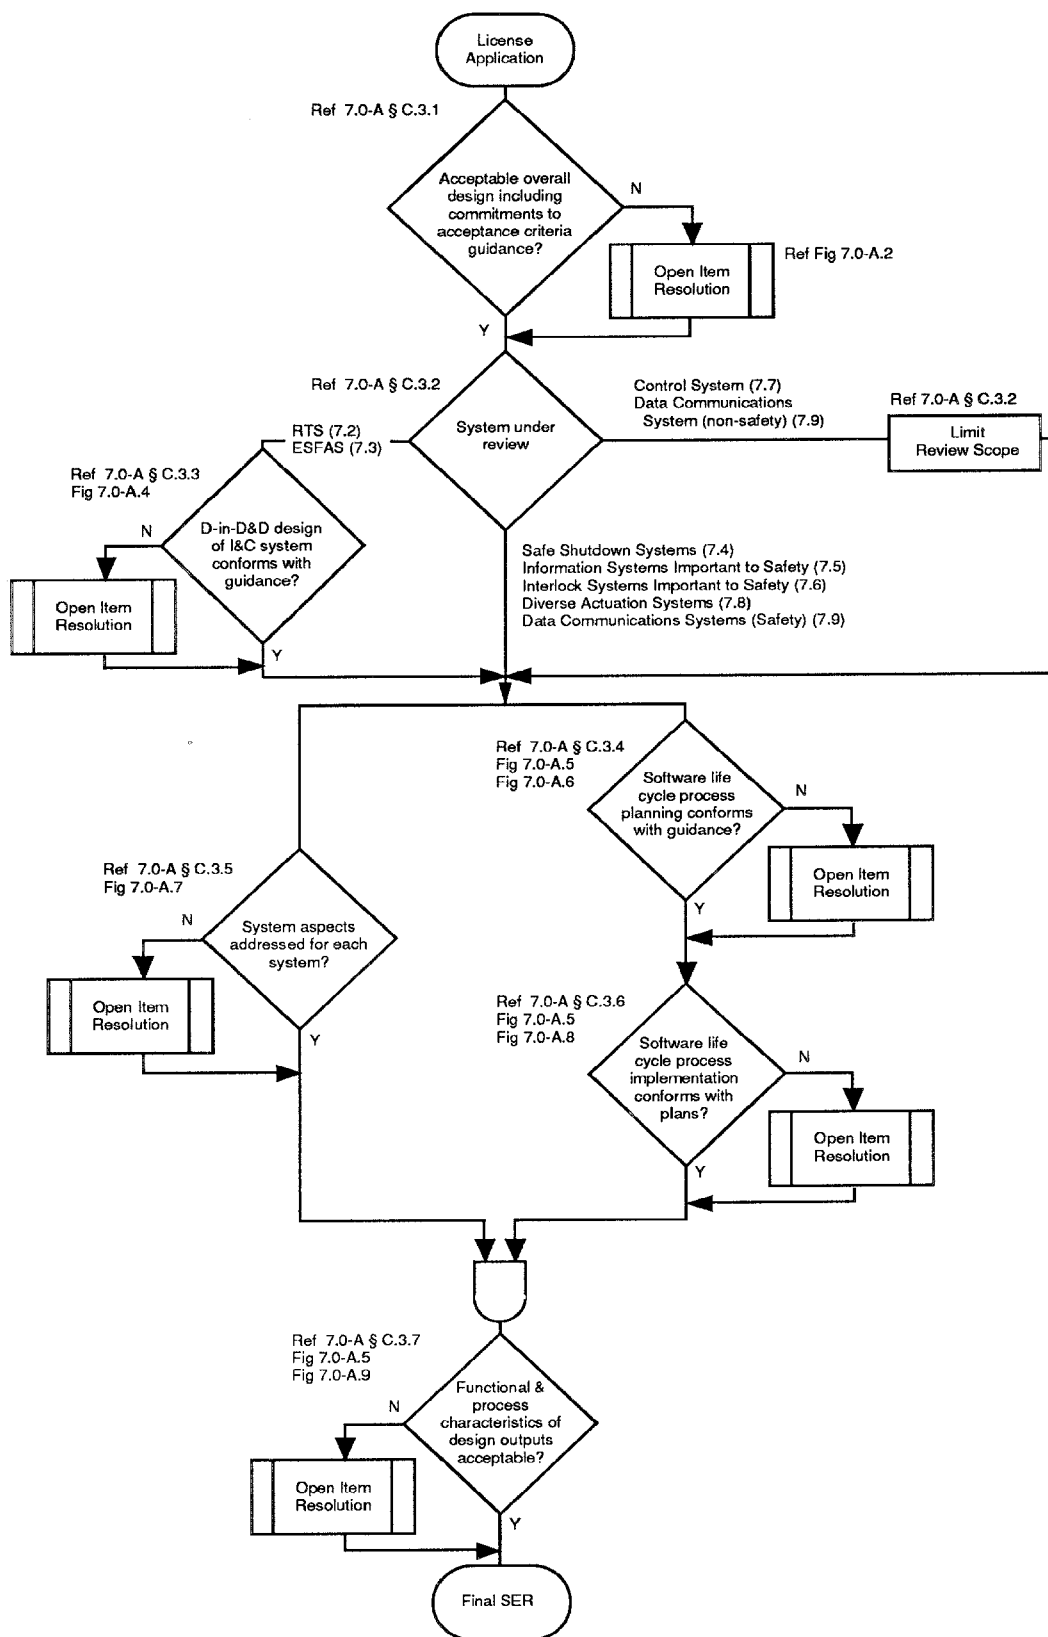 License
Application
Ref 7.0-A § C.3.1
Acceptable overall
design including
commitments to
acceptance criteria
guidance?
N
Open Item
Resolution
Ref Fig 7.0-A.2
Y
Ref 7.0-A § C.3.2
System under
review
Control System (7.7)
Data Communications
System (non-safety) (7.9)
Ref 7.0-A § C.3.2
Limit
Review Scope
RTS (7.2)
ESFAS (7.3)
Ref 7.0-A § C.3.3
Fig 7.0-A.4
N
D-in-D&D design
of I&C system
conforms with
guidance?
Open Item
Resolution
Y
Safe Shutdown Systems (7.4)
Information Systems Important to Safety (7.5)
Interlock Systems Important to Safety (7.6)
Diverse Actuation Systems (7.8)
Data Communications Systems (Safety) (7.9)
Ref 7.0-A § C.3.4
Fig 7.0-A.5
Fig 7.0-A.6
Software life
cycle process
planning conforms
with guidance?
N
Open Item
Resolution
Y
Ref 7.0-A § C.3.5
Fig 7.0-A.7
N
System aspects
addressed for each
system?
Open Item
Resolution
Y
Ref 7.0-A § C.3.6
Fig 7.0-A.5
Fig 7.0-A.8
Software life
cycle process
implementation
conforms with
plans?
N
Open Item
Resolution
Y
Ref 7.0-A § C.3.7
Fig 7.0-A.5
Fig 7.0-A.9
N
Functional &
process
characteristics of
design outputs
acceptable?
Open Item
Resolution
Y
Final SER